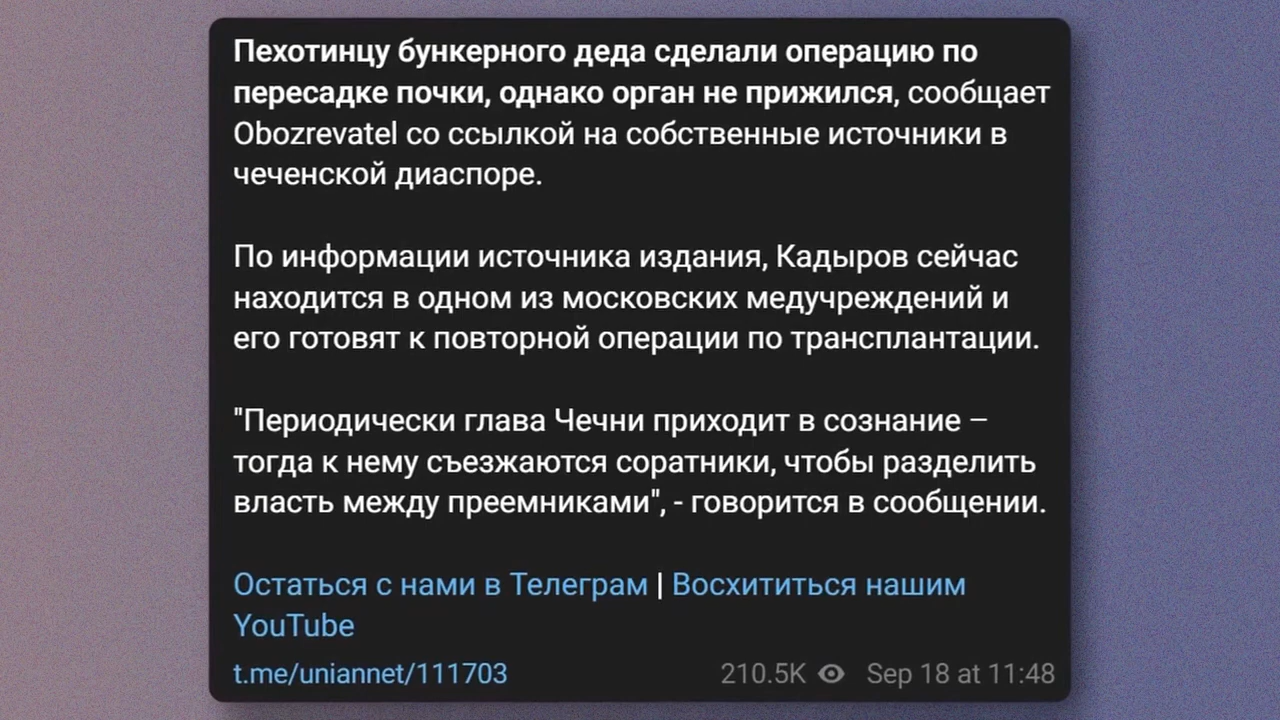 Пехотинцу бункерного деда сделали операцию по
пересадке почки, однако орган не прижился, сообщает
Obozrevatel со ссылкой на собственные источники в
чеченской диаспоре.
По информации источника издания, Кадыров сейчас
находится в одном из московских медучреждений и
его готовят к повторной операции по трансплантации.
"Периодически глава Чечни приходит в сознание –
тогда к нему съезжаются соратники, чтобы разделить
власть между преемниками", - говорится в сообщении.
Остаться с нами в Телеграм | Восхититься нашим
YouTube
t.me/uniannet/111703 210.5K Sep 18 at 11:48